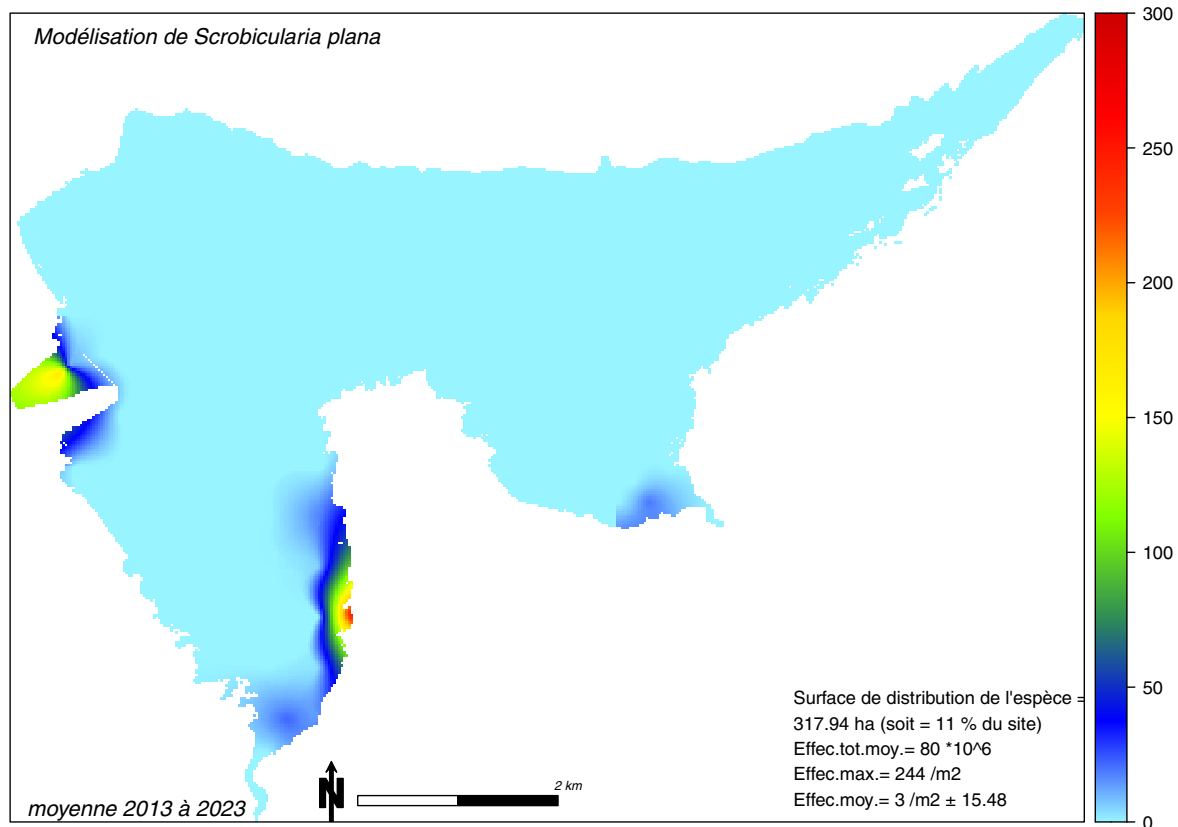 Modélisation de Scrobicularia plana
300
250
200
150
100
50
0
Surface de distribution de l'espèce =
317.94 ha (soit = 11 % du site)
Effec.tot.moy.= 80 *10^6
Effec.max.= 244 /m2
Effec.moy.= 3 /m2 ± 15.48
2 km
N
moyenne 2013 à 2023